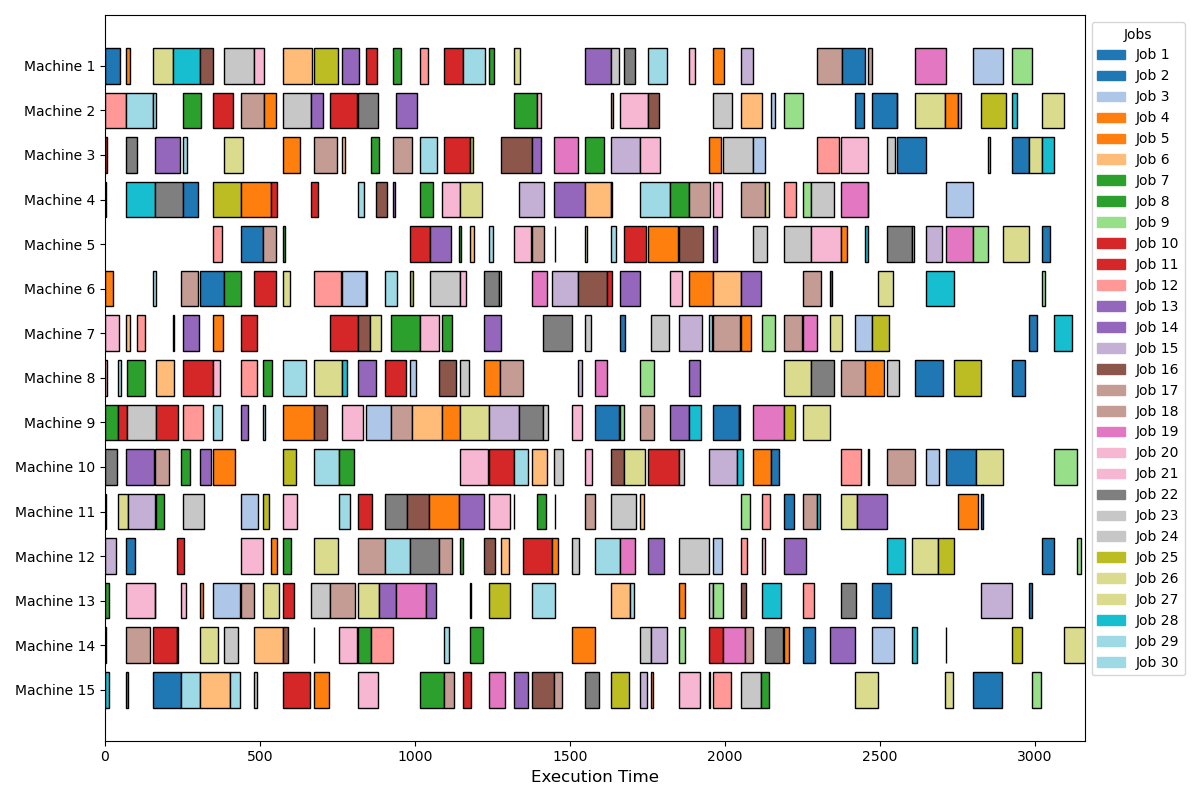 Machine 1
Machine 2
Machine 3
Machine 4
Machine 5
Machine 6
Machine 7
Machine 8
Machine 9
Machine 10
Machine 11
Machine 12
Machine 13
Machine 14
Machine 15
0 500 1000 1500 2000 2500 3000
Execution Time
Jobs
Job 1
Job 2
Job 3
Job 4
Job 5
Job 6
Job 7
Job 8
Job 9
Job 10
Job 11
Job 12
Job 13
Job 14
Job 15
Job 16
Job 17
Job 18
Job 19
Job 20
Job 21
Job 22
Job 23
Job 24
Job 25
Job 26
Job 27
Job 28
Job 29
Job 30